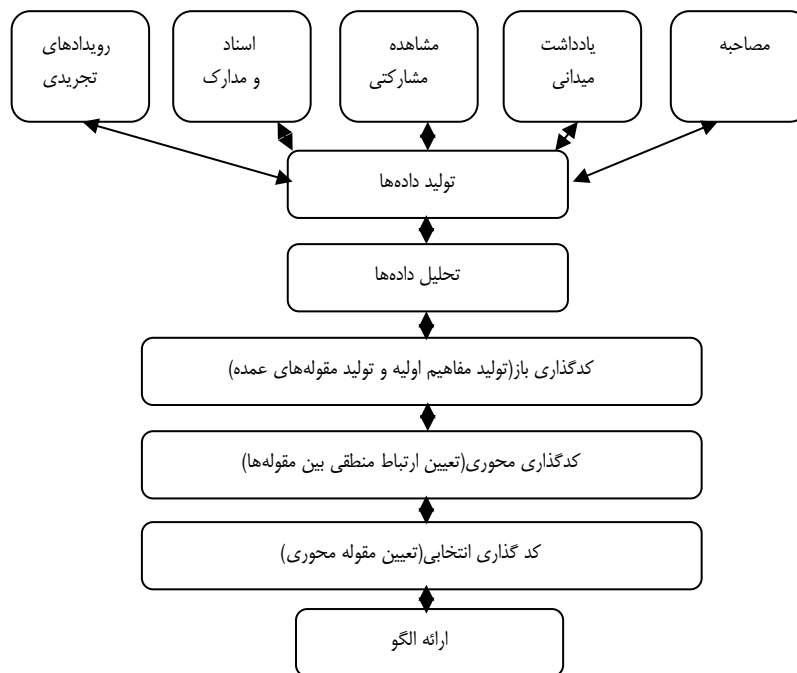 مصاحبه
یادداشت
میدانی
مشاهده
مشارکتی
اسناد
و مدارک
رویدادهای
تجریدی
تولید داده‌ها
تحلیل داده‌ها
کدگذاری باز(تولید مفاهیم اولیه و تولید مقوله‌های عمده)
کدگذاری محوری(تعیین ارتباط منطقی بین مقوله‌ها)
کد گذاری انتخابی(تعیین مقوله محوری)
ارائه الگو